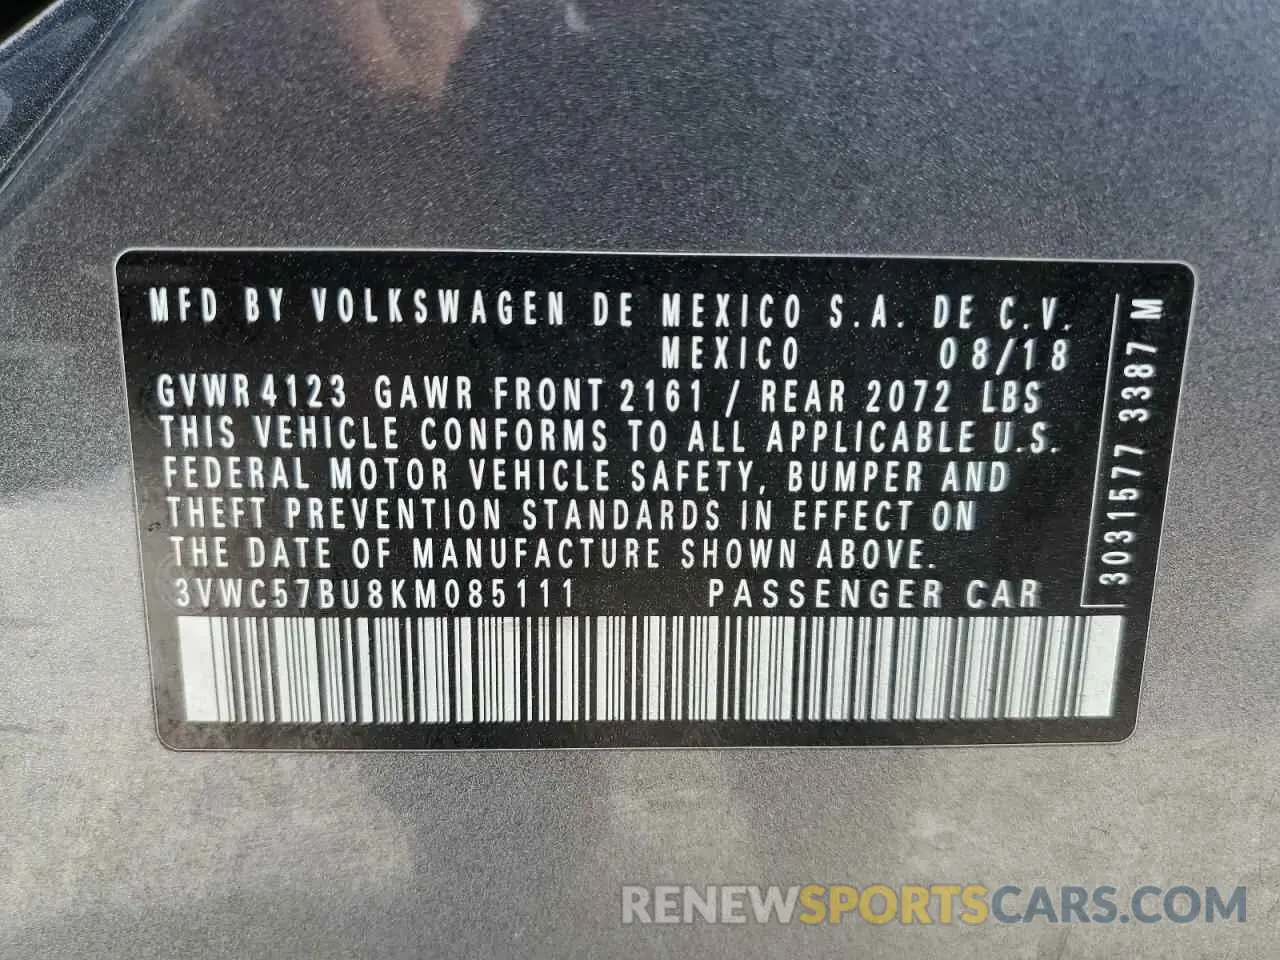 MFD BY VOLKSWAGEN DE MEXICO S.A. DE C.V.
MEXICO 08/18
GVWR 4123 GAWR FRONT 2161 / REAR 2072 LBS
THIS VEHICLE CONFORMS TO ALL APPLICABLE U.S.
FEDERAL MOTOR VEHICLE SAFETY, BUMPER AND
THEFT PREVENTION STANDARDS IN EFFECT ON
THE DATE OF MANUFACTURE SHOWN ABOVE.
3VWC57BU8KM085111 PASSENGER CAR
3031577 3387 M
RENEWSPORTSCARS.COM